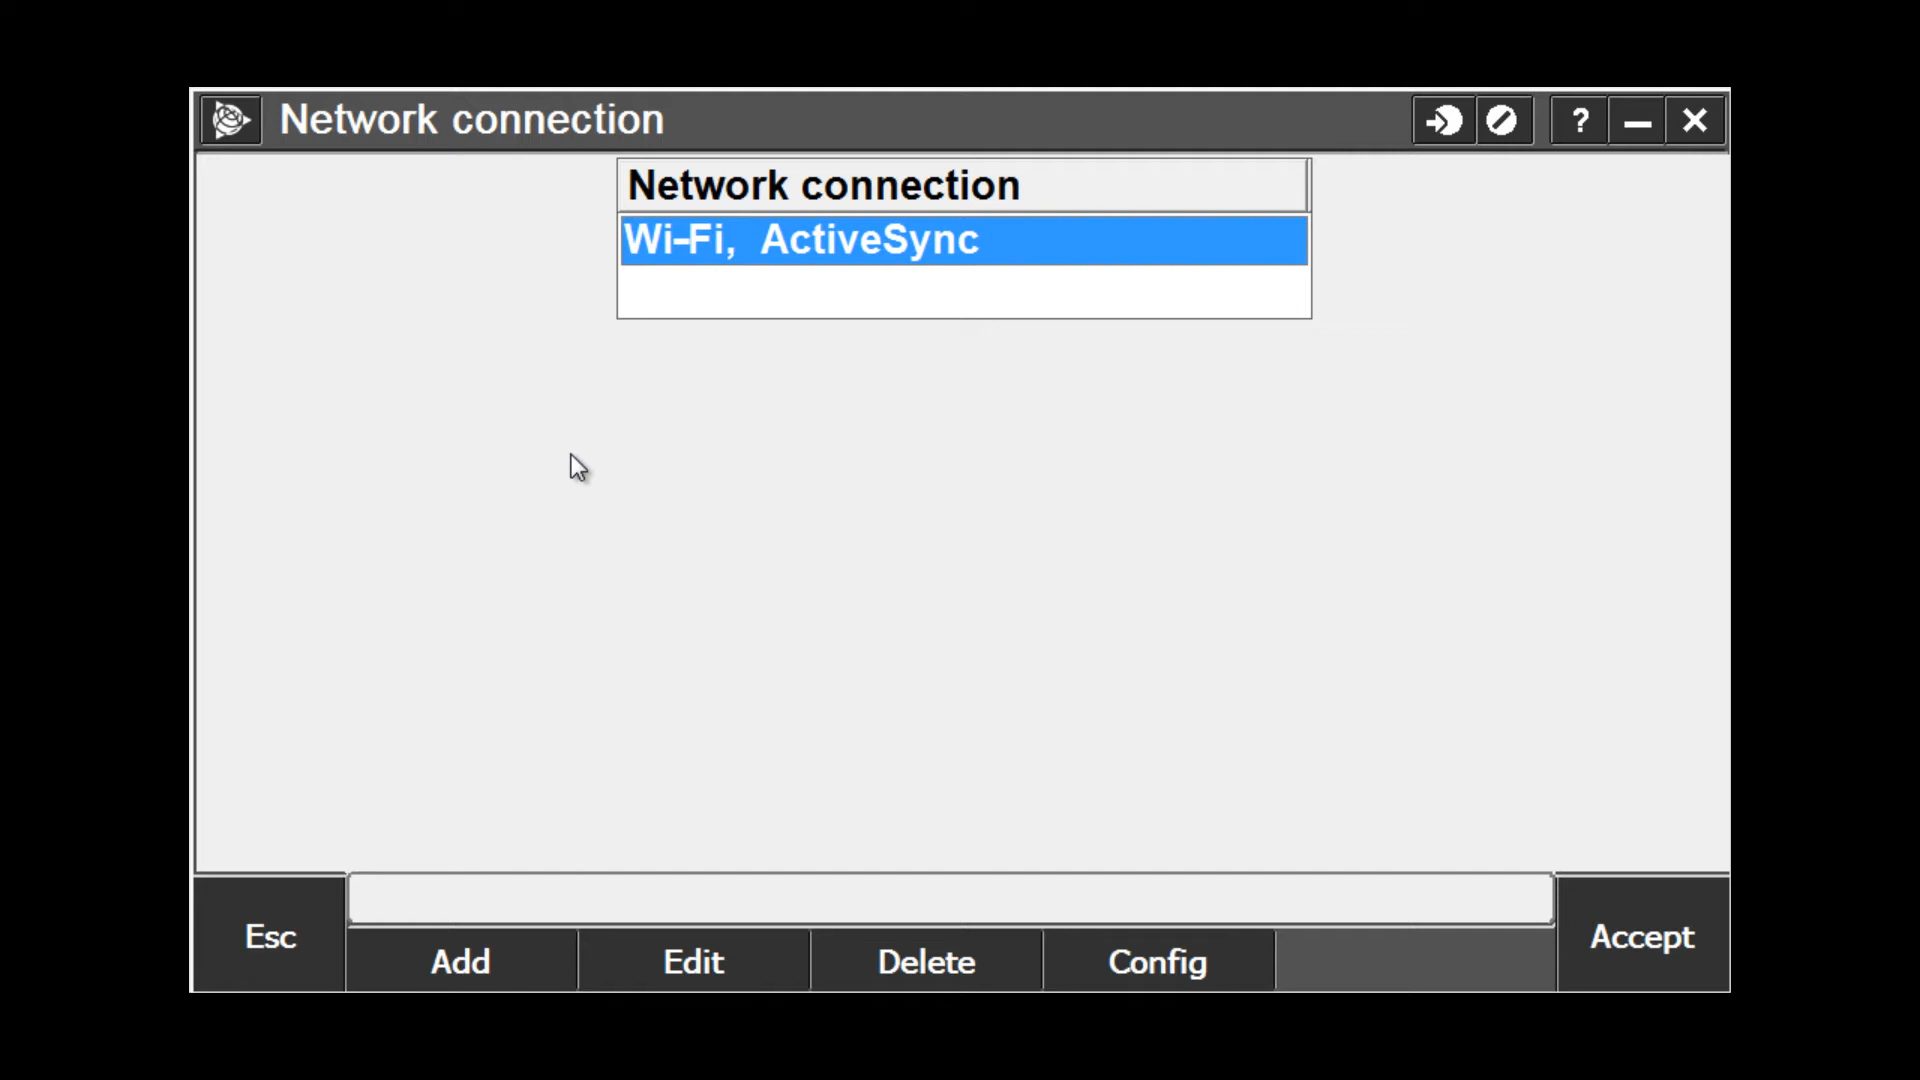 Network connection
?
Network connection
Wi-Fi, ActiveSync
Esc
Add
Edit
Delete
Config
Accept